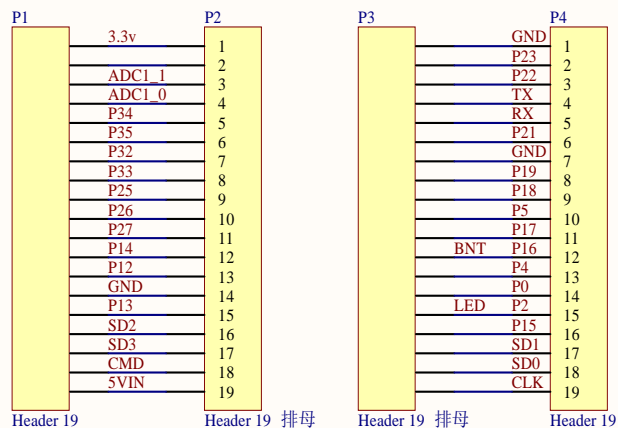 P1 P2
3.3v 1
2
ADC1_1 3
ADC1_0 4
P34 5
P35 6
P32 7
P33 8
P25 9
P26 10
P27 11
P14 12
P12 13
GND 14
P13 15
SD2 16
SD3 17
CMD 18
5VIN 19
Header 19 Header 19 排母
P3 P4
GND 1
P23 2
P22 3
TX 4
RX 5
P21 6
GND 7
P19 8
P18 9
P5 10
P17 11
BNT P16 12
P4 13
P0 14
LED P2 15
P15 16
SD1 17
SD0 18
CLK 19
Header 19 排母 Header 19